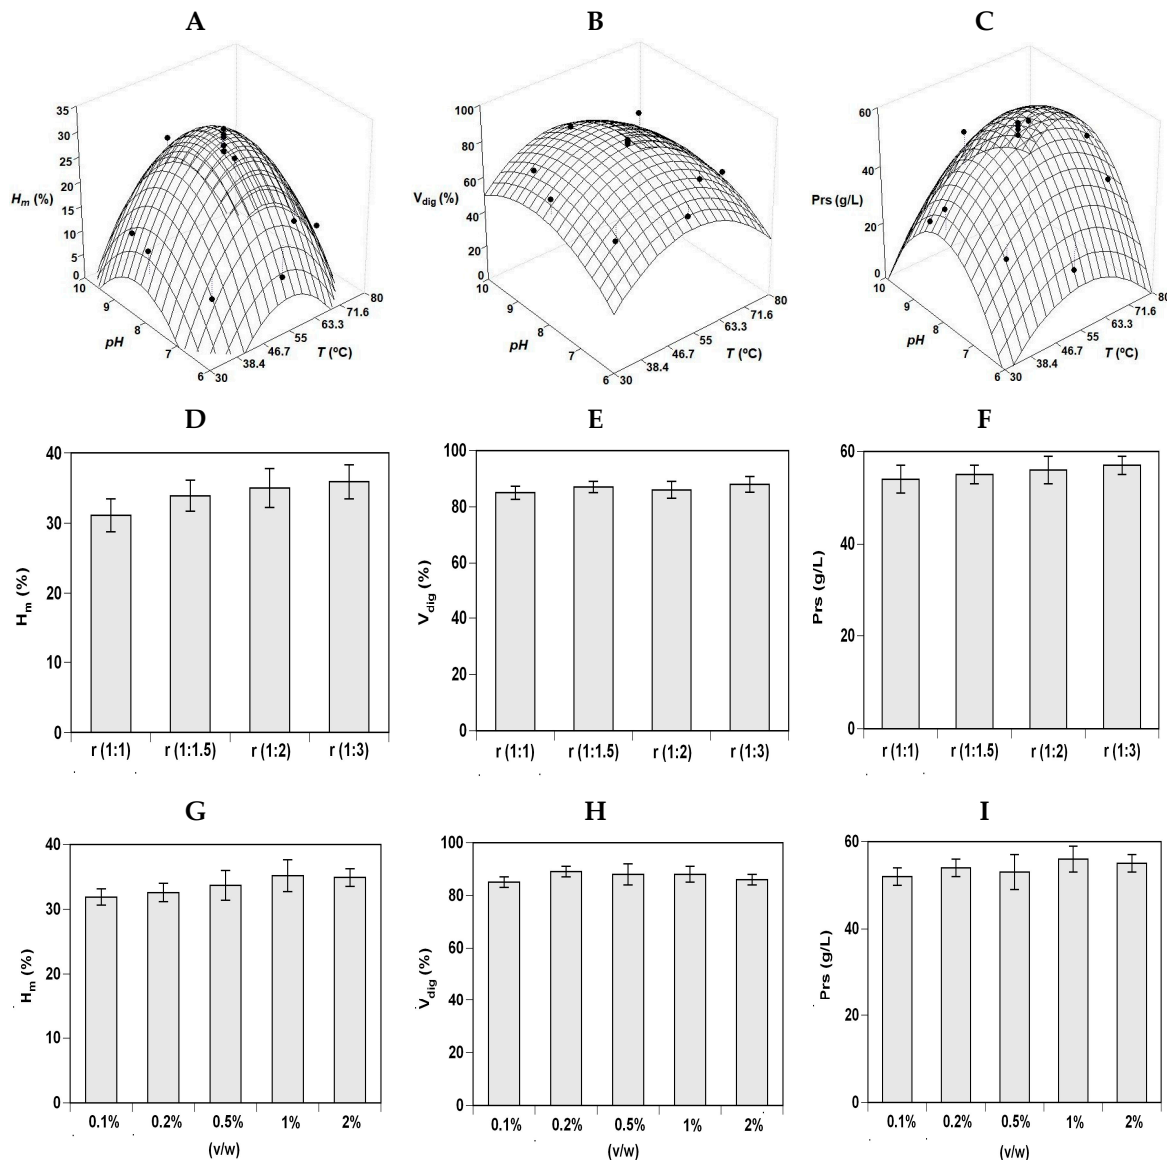 A
B
C
35
30
25
20
15
10
5
0
H_m (%)
10
9
8
7
6
pH
30
38.4
46.7
55
63.3
71.6
80
T (ºC)
100
80
60
40
20
0
V_dig (%)
10
9
8
7
6
pH
30
38.4
46.7
55
63.3
71.6
80
T (ºC)
60
40
20
0
Prs (g/L)
10
9
8
7
6
pH
30
38.4
46.7
55
63.3
71.6
80
T (ºC)
D
E
F
40
30
20
10
0
H_m (%)
r (1:1) r (1:1.5) r (1:2) r (1:3)
100
80
60
40
20
0
V_dig (%)
r (1:1) r (1:1.5) r (1:2) r (1:3)
60
40
20
0
Prs (g/L)
r (1:1) r (1:1.5) r (1:2) r (1:3)
G
H
I
40
30
20
10
0
H_m (%)
0.1% 0.2% 0.5% 1% 2%
(v/w)
100
80
60
40
20
0
V_dig (%)
0.1% 0.2% 0.5% 1% 2%
(v/w)
60
40
20
0
Prs (g/L)
0.1% 0.2% 0.5% 1% 2%
(v/w)